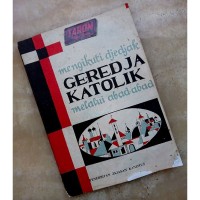 mengikuti djedjak
GEREDJA
KATOLIK
melalui abad-abad